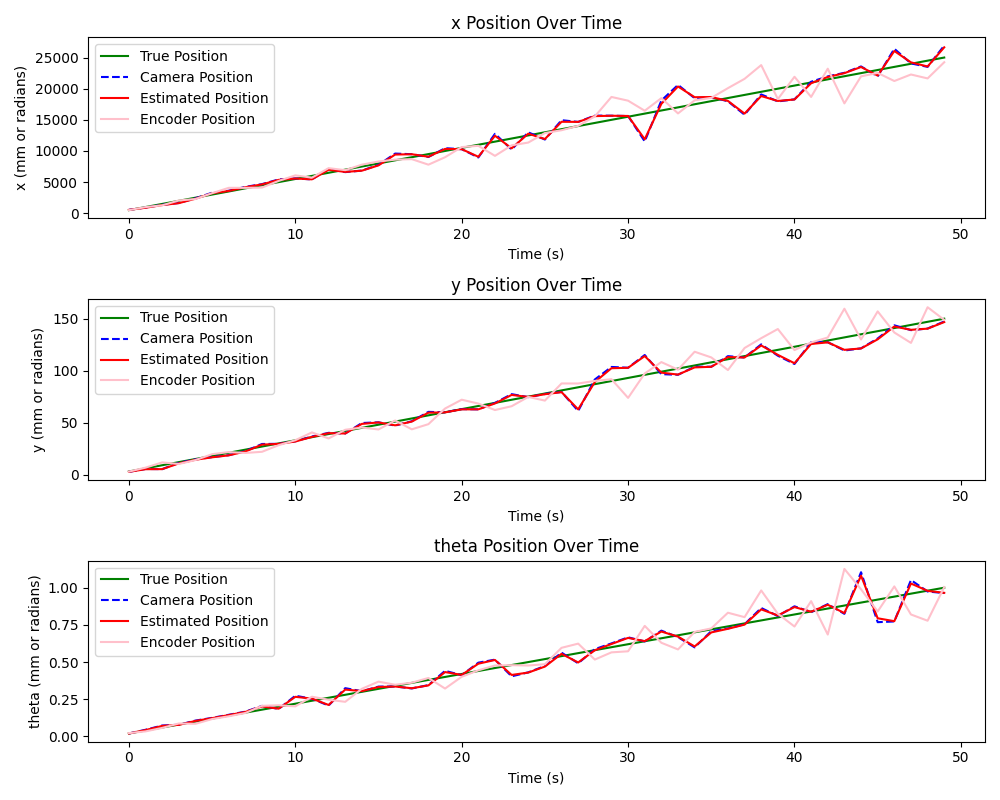 x Position Over Time
True Position
Camera Position
Estimated Position
Encoder Position
x (mm or radians)
25000
20000
15000
10000
5000
0
0 10 20 30 40 50
Time (s)
y Position Over Time
True Position
Camera Position
Estimated Position
Encoder Position
y (mm or radians)
150
100
50
0
0 10 20 30 40 50
Time (s)
theta Position Over Time
True Position
Camera Position
Estimated Position
Encoder Position
theta (mm or radians)
1.00
0.75
0.50
0.25
0.00
0 10 20 30 40 50
Time (s)